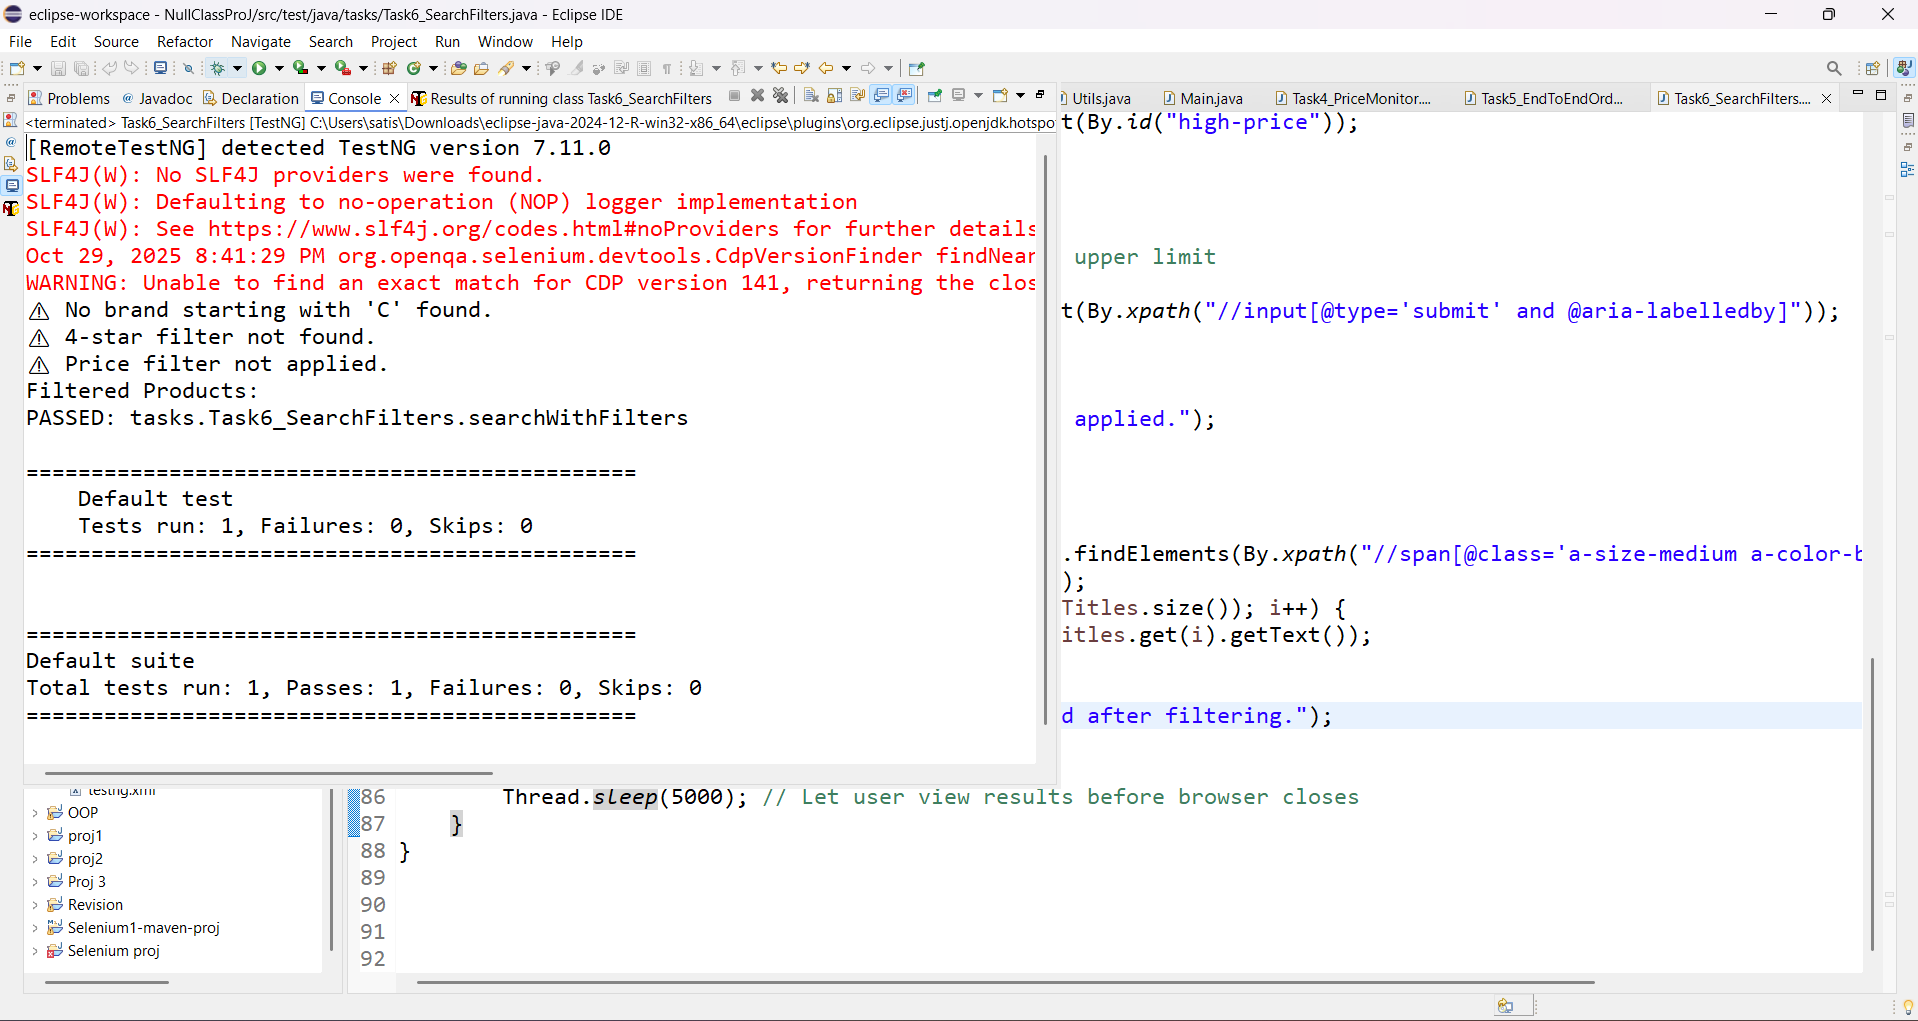 eclipse-workspace - NullClassProJ/src/test/java/tasks/Task6_SearchFilters.java - Eclipse IDE
File Edit Source Refactor Navigate Search Project Run Window Help
Problems Javadoc Declaration Console Results of running class Task6_SearchFilters
Utils.java Main.java Task4_PriceMonitor.... Task5_EndToEndOrd... Task6_SearchFilters....
<terminated> Task6_SearchFilters [TestNG] C:\Users\satis\Downloads\eclipse-java-2024-12-R-win32-x86_64\eclipse\plugins\org.eclipse.justj.openjdk.hotspo
[RemoteTestNG] detected TestNG version 7.11.0
SLF4J(W): No SLF4J providers were found.
SLF4J(W): Defaulting to no-operation (NOP) logger implementation
SLF4J(W): See https://www.slf4j.org/codes.html#noProviders for further details
Oct 29, 2025 8:41:29 PM org.openqa.selenium.devtools.CdpVersionFinder findNear
WARNING: Unable to find an exact match for CDP version 141, returning the clos
⚠ No brand starting with 'C' found.
⚠ 4-star filter not found.
⚠ Price filter not applied.
Filtered Products:
PASSED: tasks.Task6_SearchFilters.searchWithFilters
===============================================
Default test
Tests run: 1, Failures: 0, Skips: 0
===============================================
===============================================
Default suite
Total tests run: 1, Passes: 1, Failures: 0, Skips: 0
===============================================
t(By.id("high-price"));
upper limit
t(By.xpath("//input[@type='submit' and @aria-labelledby]"));
applied.");
.findElements(By.xpath("//span[@class='a-size-medium a-color-b
);
Titles.size()); i++) {
itles.get(i).getText());
d after filtering.");
testng.xml
OOP
proj1
proj2
Proj 3
Revision
Selenium1-maven-proj
Selenium proj
86 Thread.sleep(5000); // Let user view results before browser closes
87 }
88 }
89
90
91
92